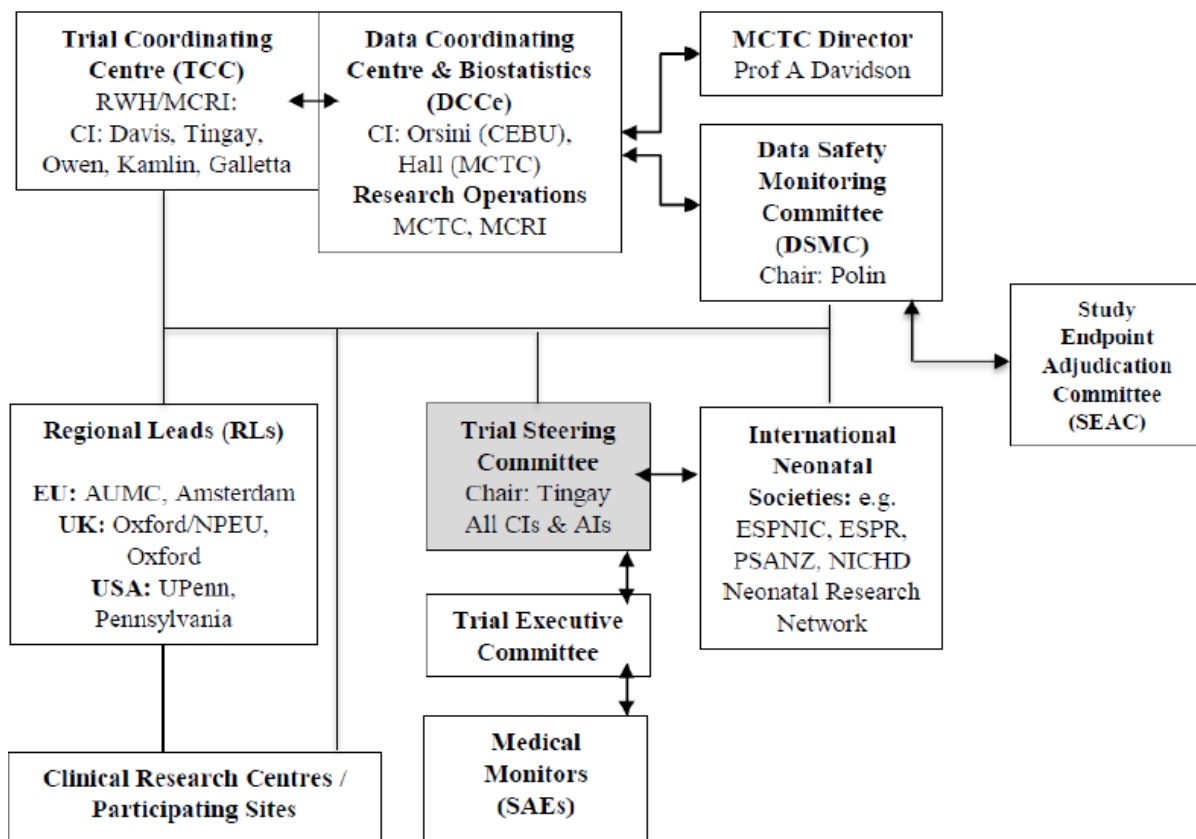 Trial Coordinating
Centre (TCC)
RWH/MCRI:
CI: Davis, Tingay,
Owen, Kamlin, Galletta
Data Coordinating
Centre & Biostatistics
(DCCe)
CI: Orsini (CEBU),
Hall (MCTC)
Research Operations
MCTC, MCRI
MCTC Director
Prof A Davidson
Data Safety
Monitoring
Committee
(DSMC)
Chair: Polin
Study
Endpoint
Adjudication
Committee
(SEAC)
Regional Leads (RLs)
EU: AUMC, Amsterdam
UK: Oxford/NPEU,
Oxford
USA: UPenn,
Pennsylvania
Trial Steering
Committee
Chair: Tingay
All CIs & AIs
International
Neonatal
Societies: e.g.
ESPNIC, ESPR,
PSANZ, NICHD
Neonatal Research
Network
Trial Executive
Committee
Medical
Monitors
(SAEs)
Clinical Research Centres /
Participating Sites